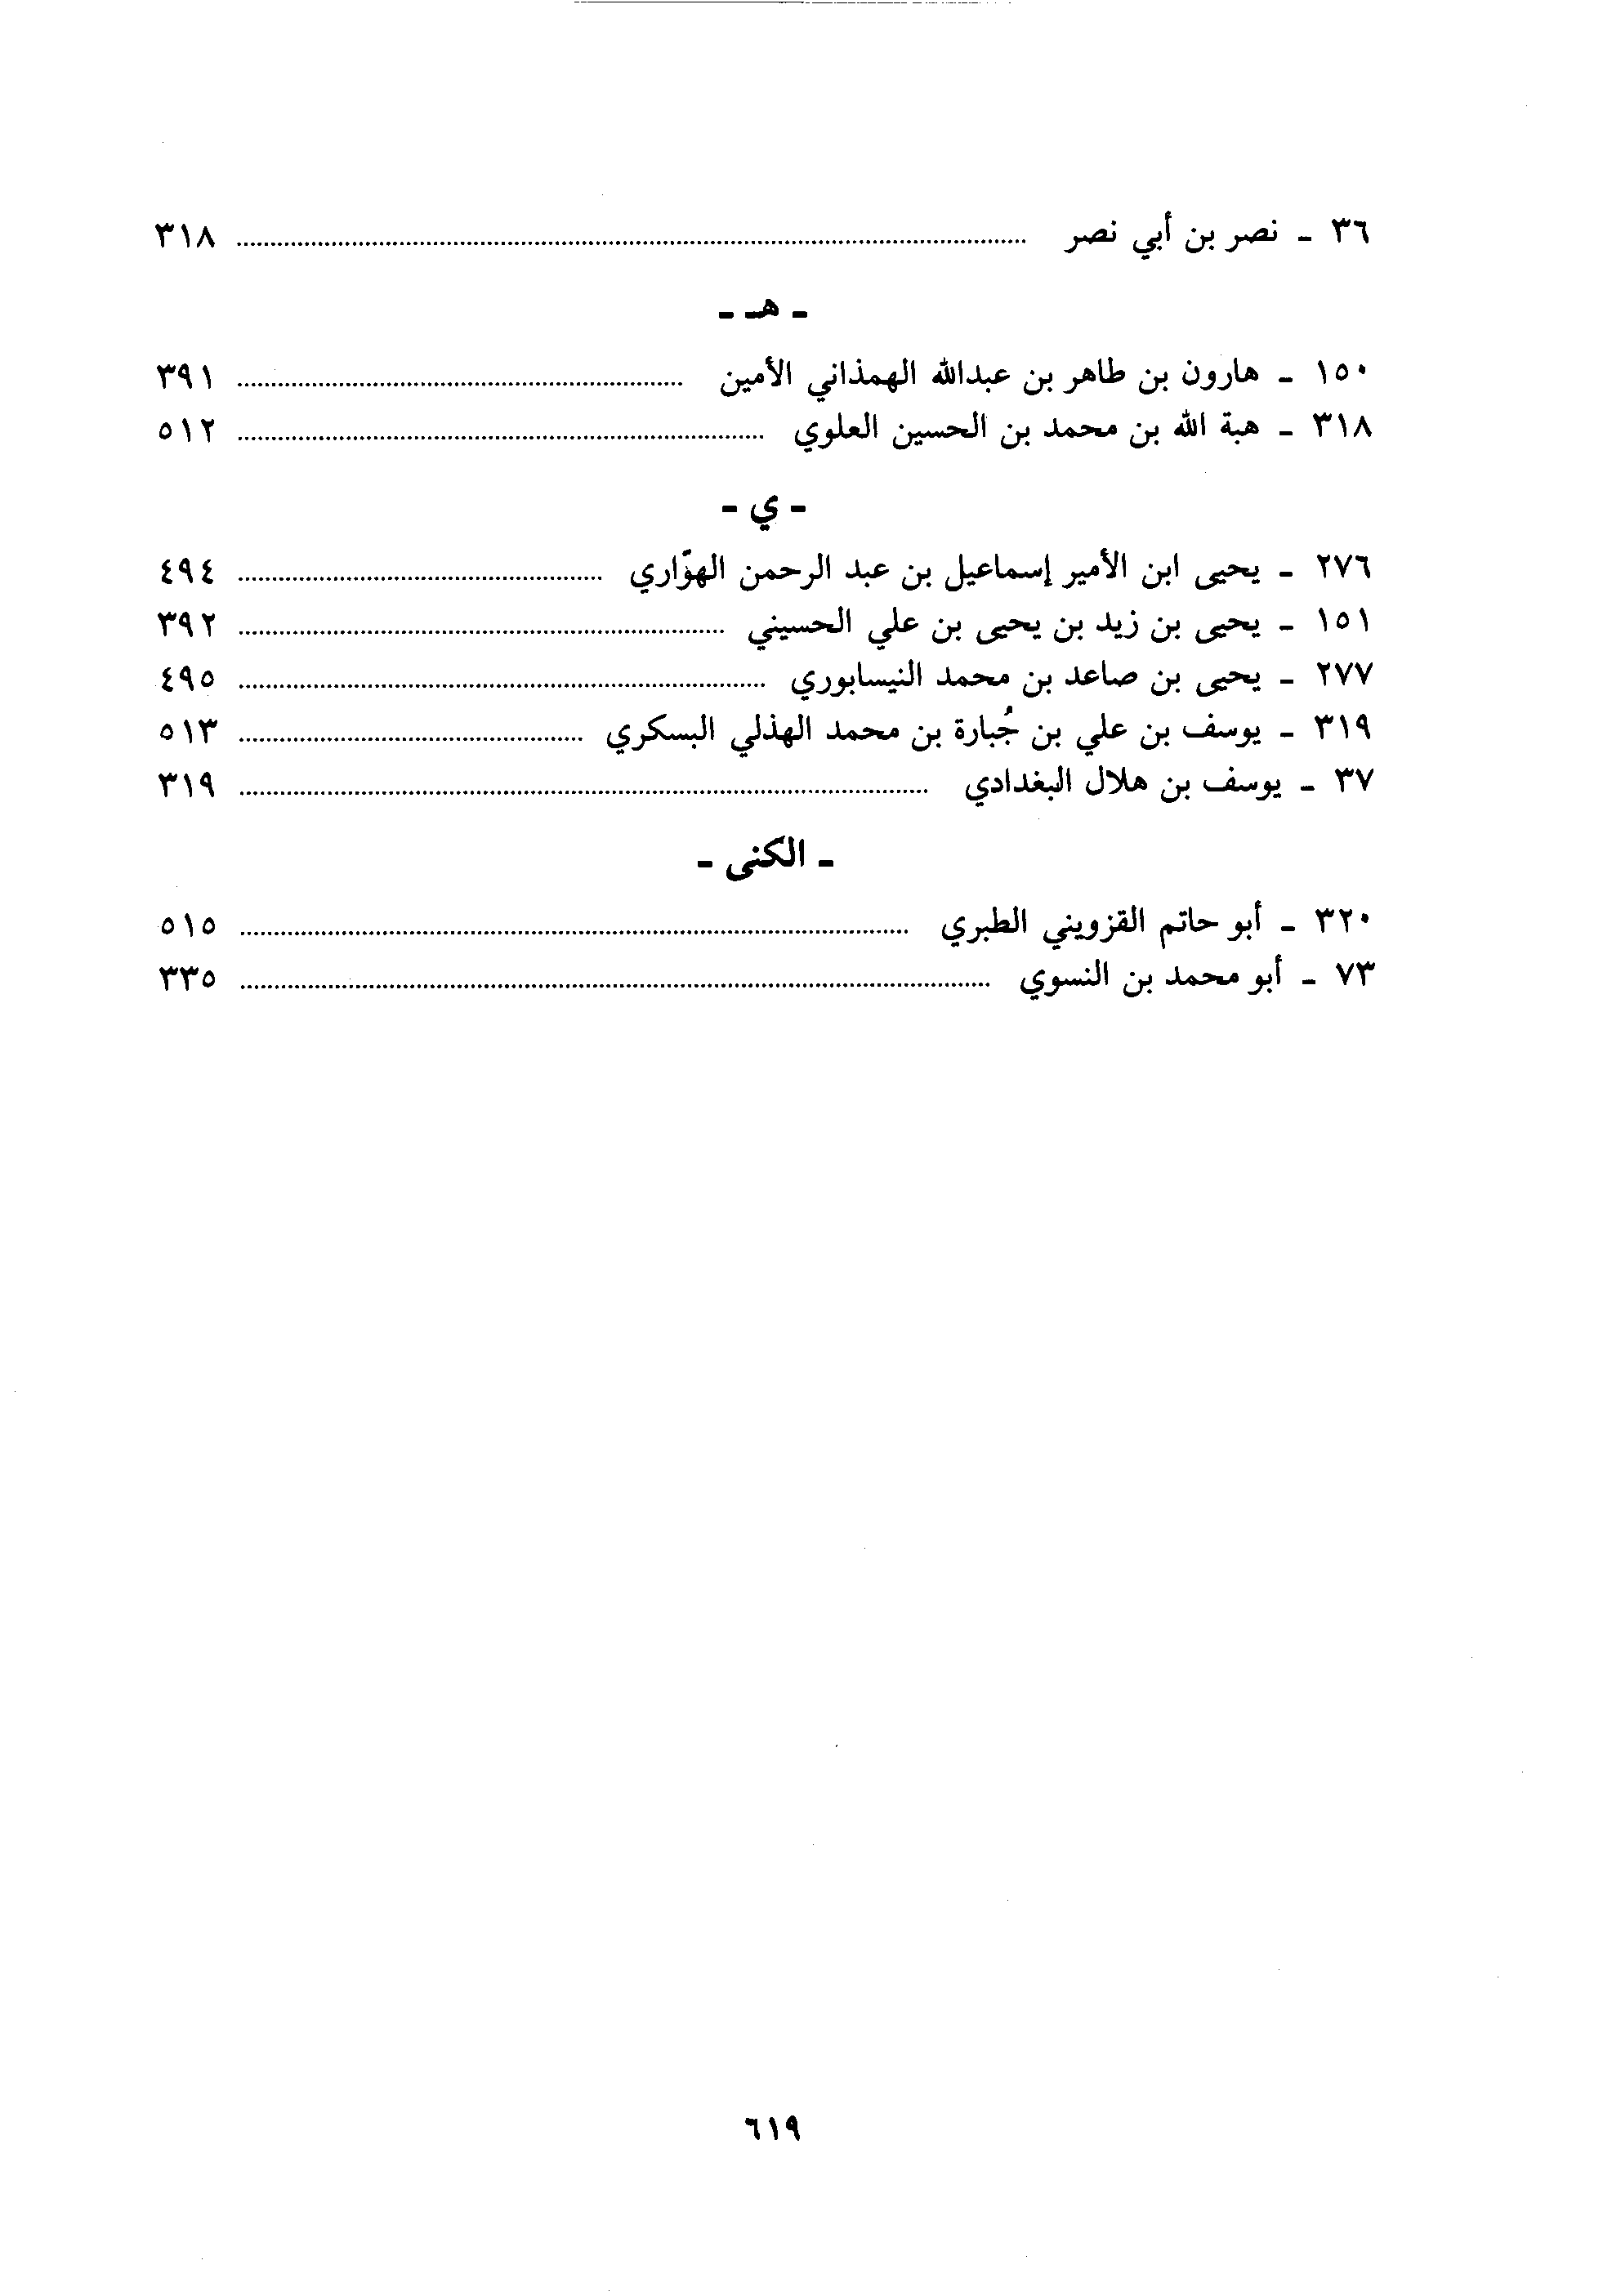 ٣٦ - نصر بن أبي نصر ........ ٣١٨
- هـ -
١٥٠ - هارون بن طاهر بن عبدالله الهمذاني الأمين ........ ٣٩١
٣١٨ - هبة الله بن محمد بن الحسين العلوي ........ ٥١٢
- ي -
٢٧٦ - يحيى ابن الأمير إسماعيل بن عبد الرحمن الهوّاري ........ ٤٩٤
١٥١ - يحيى بن زيد بن يحيى بن علي الحسيني ........ ٣٩٢
٢٧٧ - يحيى بن صاعد بن محمد النيسابوري ........ ٤٩٥
٣١٩ - يوسف بن علي بن جُبارة بن محمد الهذلي البسكري ........ ٥١٣
٣٧ - يوسف بن هلال البغدادي ........ ٣١٩
- الكنى -
٣٢٠ - أبو حاتم القزويني الطبري ........ ٥١٥
٧٣ - أبو محمد بن النسوي ........ ٣٣٥
٦١٩